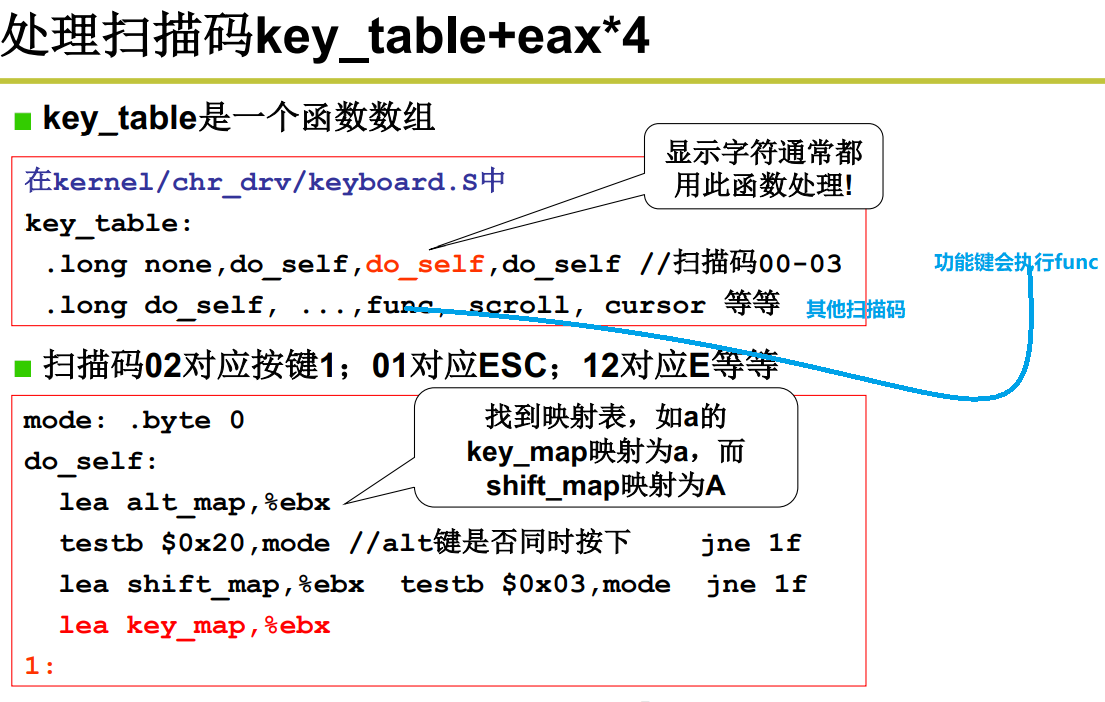 处理扫描码key_table+eax*4
key_table是一个函数数组
显示字符通常都
用此函数处理!
在kernel/chr_drv/keyboard.S中
key_table:
.long none,do_self,do_self,do_self //扫描码00-03
.long do_self, ...,func, scroll, cursor 等等
其他扫描码
功能键会执行func
扫描码02对应按键1；01对应ESC；12对应E等等
mode: .byte 0
do_self:
找到映射表，如a的
key_map映射为a，而
shift_map映射为A
lea alt_map,%ebx
testb $0x20,mode //alt键是否同时按下 jne 1f
lea shift_map,%ebx testb $0x03,mode jne 1f
lea key_map,%ebx
1: